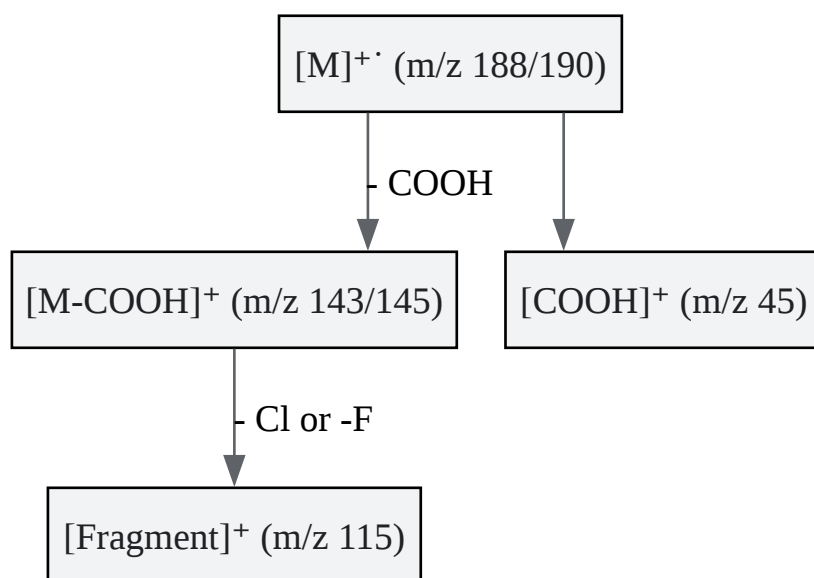 [M]⁺˙ (m/z 188/190)
- COOH
[M-COOH]⁺ (m/z 143/145)
[COOH]⁺ (m/z 45)
- Cl or -F
[Fragment]⁺ (m/z 115)